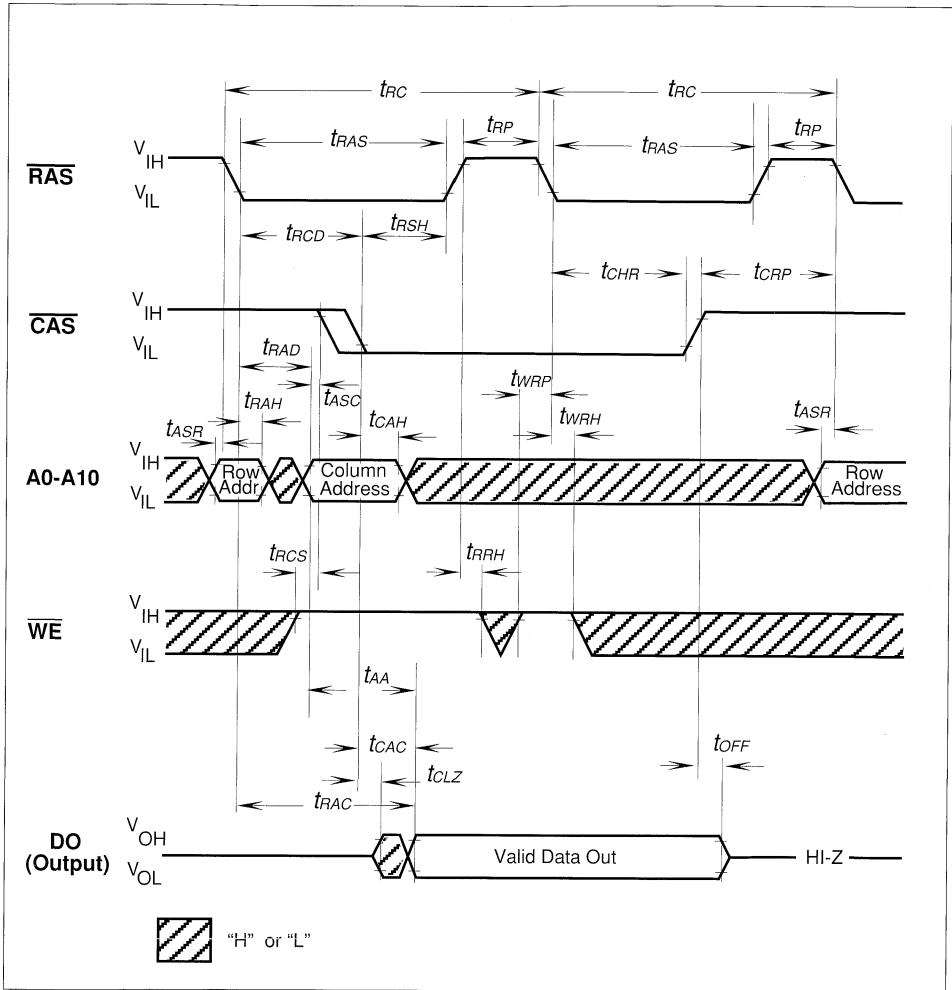 tRC tRC
tRAS tRP tRAS tRP
VIH
RAS
VIL
tRCD tRSH
tCHR tCRP
VIH
CAS
VIL
tRAD
tWRP
tRAH tASC
tASR tCAH tWRH tASR
VIH
A0-A10 Row Addr Column Address Row Address
VIL
tRCS tRRH
VIH
WE
VIL
tAA
tCAC tOFF
tCLZ
tRAC
VOH
DO (Output) Valid Data Out HI-Z
VOL
"H" or "L"